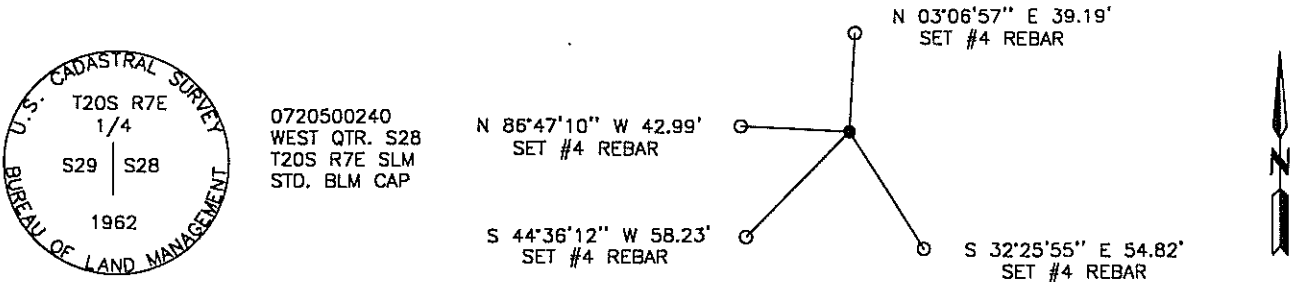 U.S. CADASTRAL SURVEY
T20S R7E
1/4
S29 | S28
1962
BUREAU OF LAND MANAGEMENT
0720500240
WEST QTR. S28
T20S R7E SLM
STD. BLM CAP
N 03°06'57" E 39.19'
SET #4 REBAR
N 86°47'10" W 42.99'
SET #4 REBAR
S 44°36'12" W 58.23'
SET #4 REBAR
S 32°25'55" E 54.82'
SET #4 REBAR
N